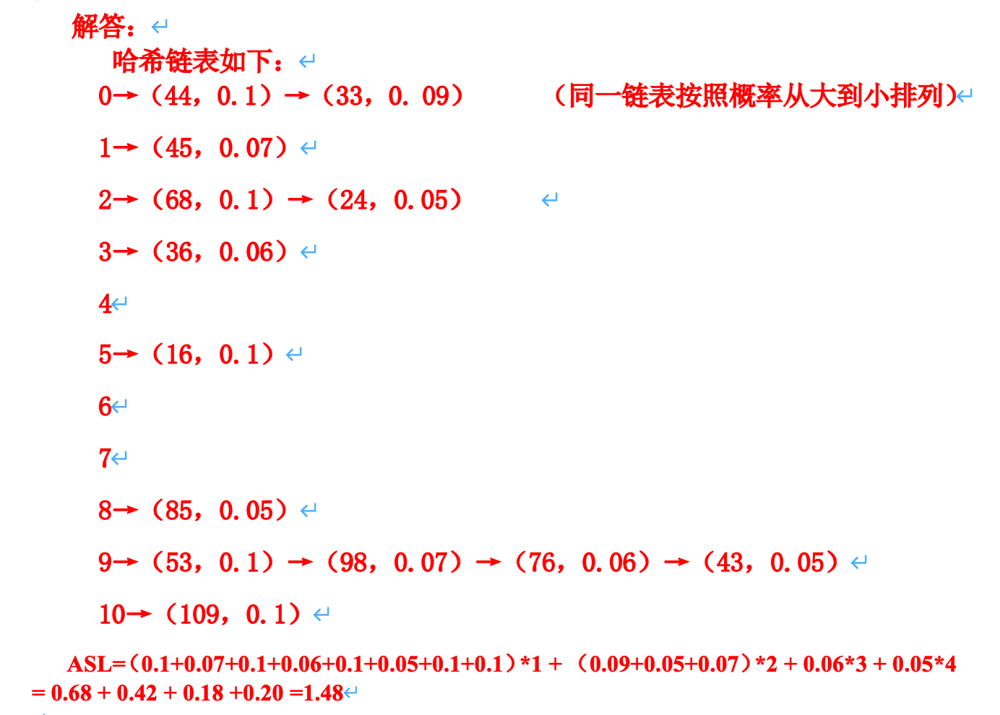 解答：
哈希链表如下：
0→（44，0.1）→（33，0. 09）　　（同一链表按照概率从大到小排列）
1→（45，0.07）
2→（68，0.1）→（24，0.05）
3→（36，0.06）
4
5→（16，0.1）
6
7
8→（85，0.05）
9→（53，0.1）→（98，0.07）→（76，0.06）→（43，0.05）
10→（109，0.1）
ASL=（0.1+0.07+0.1+0.06+0.1+0.05+0.1+0.1）*1 + （0.09+0.05+0.07）*2 + 0.06*3 + 0.05*4
= 0.68 + 0.42 + 0.18 +0.20 =1.48